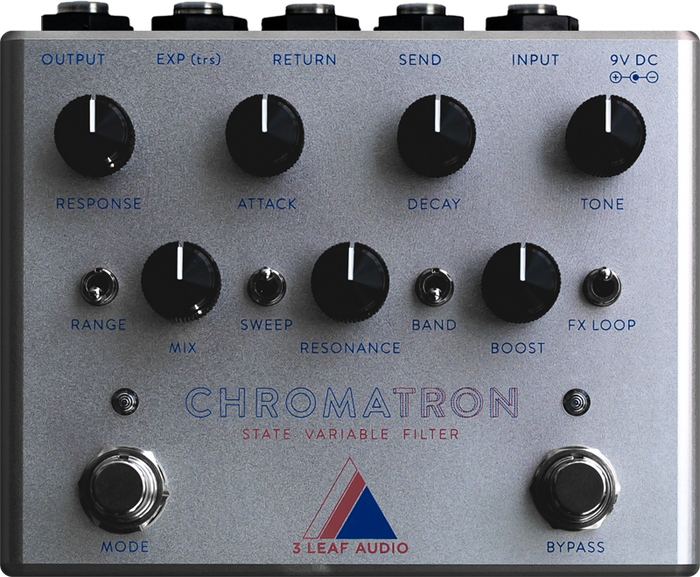 OUTPUT EXP (trs) RETURN SEND INPUT 9V DC
RESPONSE ATTACK DECAY TONE
RANGE SWEEP BAND FX LOOP
MIX RESONANCE BOOST
CHROMATRON
STATE VARIABLE FILTER
3 LEAF AUDIO
MODE BYPASS